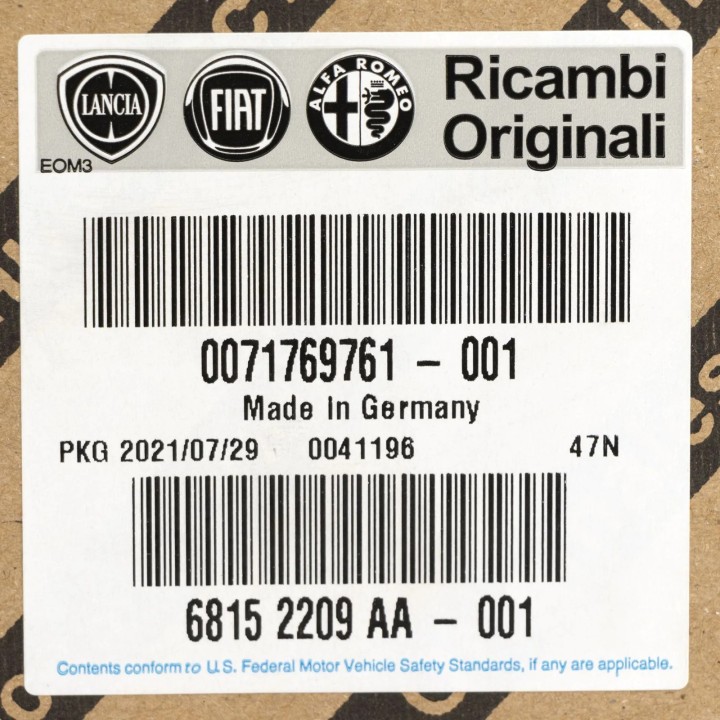 LANCIA FIAT ALFA ROMEO Ricambi
Originali
EOM3
0071769761 - 001
Made In Germany
PKG 2021/07/29 0041196 47N
6815 2209 AA - 001
Contents conform to U.S. Federal Motor Vehicle Safety Standards, if any are applicable.